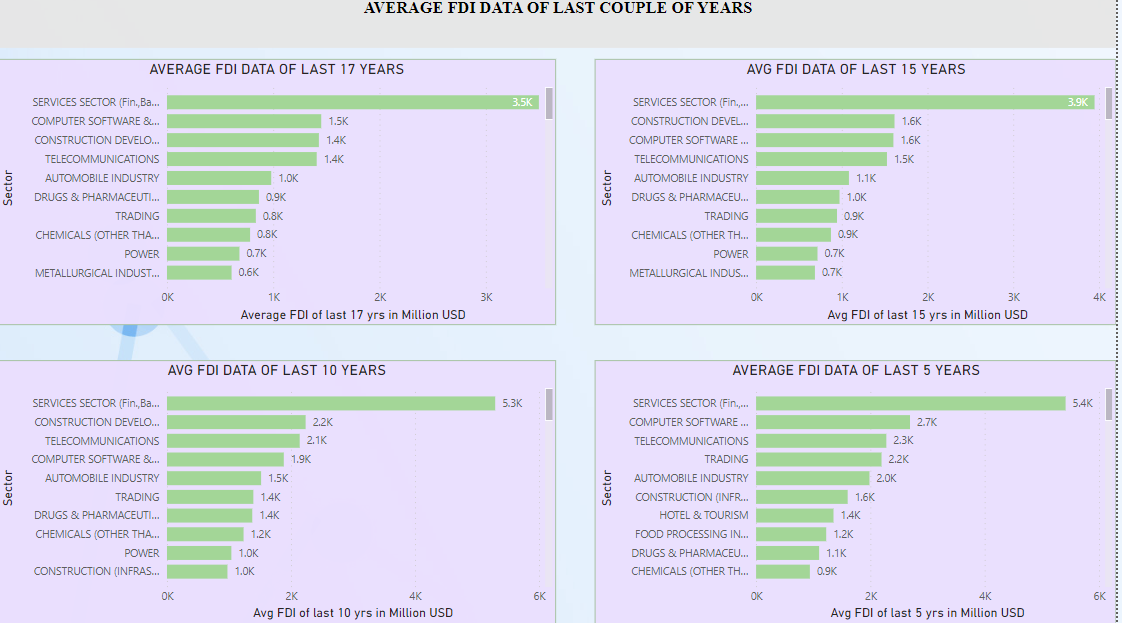 AVERAGE FDI DATA OF LAST COUPLE OF YEARS
AVERAGE FDI DATA OF LAST 17 YEARS
Sector
SERVICES SECTOR (Fin.,Ba... 3.5K
COMPUTER SOFTWARE &... 1.5K
CONSTRUCTION DEVELO... 1.4K
TELECOMMUNICATIONS 1.4K
AUTOMOBILE INDUSTRY 1.0K
DRUGS & PHARMACEUTI... 0.9K
TRADING 0.8K
CHEMICALS (OTHER THA... 0.8K
POWER 0.7K
METALLURGICAL INDUST... 0.6K
0K 1K 2K 3K
Average FDI of last 17 yrs in Million USD
AVG FDI DATA OF LAST 15 YEARS
Sector
SERVICES SECTOR (Fin.,... 3.9K
CONSTRUCTION DEVEL... 1.6K
COMPUTER SOFTWARE ... 1.6K
TELECOMMUNICATIONS 1.5K
AUTOMOBILE INDUSTRY 1.1K
DRUGS & PHARMACEU... 1.0K
TRADING 0.9K
CHEMICALS (OTHER TH... 0.9K
POWER 0.7K
METALLURGICAL INDUS... 0.7K
0K 1K 2K 3K 4K
Avg FDI of last 15 yrs in Million USD
AVG FDI DATA OF LAST 10 YEARS
Sector
SERVICES SECTOR (Fin.,Ba... 5.3K
CONSTRUCTION DEVELO... 2.2K
TELECOMMUNICATIONS 2.1K
COMPUTER SOFTWARE &... 1.9K
AUTOMOBILE INDUSTRY 1.5K
TRADING 1.4K
DRUGS & PHARMACEUTI... 1.4K
CHEMICALS (OTHER THA... 1.2K
POWER 1.0K
CONSTRUCTION (INFRAS... 1.0K
0K 2K 4K 6K
Avg FDI of last 10 yrs in Million USD
AVERAGE FDI DATA OF LAST 5 YEARS
Sector
SERVICES SECTOR (Fin.,... 5.4K
COMPUTER SOFTWARE ... 2.7K
TELECOMMUNICATIONS 2.3K
TRADING 2.2K
AUTOMOBILE INDUSTRY 2.0K
CONSTRUCTION (INFR... 1.6K
HOTEL & TOURISM 1.4K
FOOD PROCESSING IN... 1.2K
DRUGS & PHARMACEU... 1.1K
CHEMICALS (OTHER TH... 0.9K
0K 2K 4K 6K
Avg FDI of last 5 yrs in Million USD